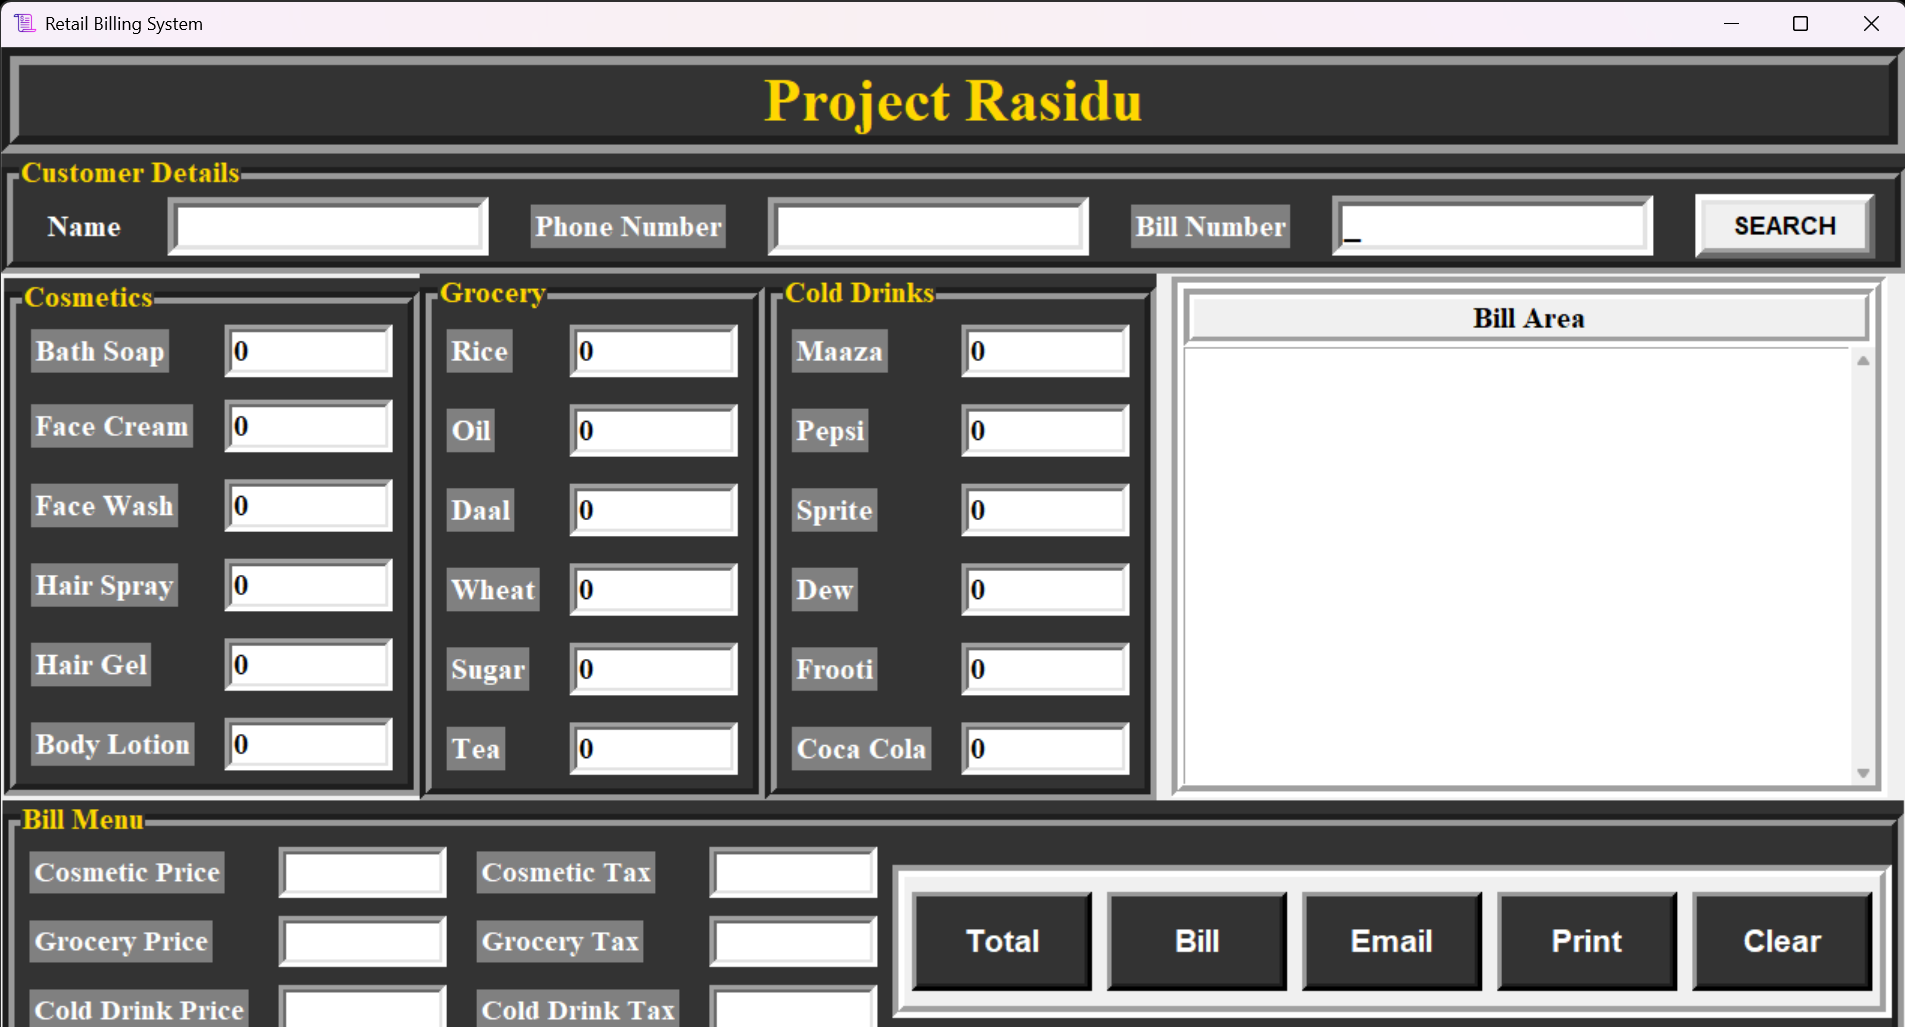 Retail Billing System
Project Rasidu
Customer Details
Name Phone Number Bill Number _ SEARCH
Cosmetics Grocery Cold Drinks
Bill Area
Bath Soap 0 Rice 0 Maaza 0
Face Cream 0 Oil 0 Pepsi 0
Face Wash 0 Daal 0 Sprite 0
Hair Spray 0 Wheat 0 Dew 0
Hair Gel 0 Sugar 0 Frooti 0
Body Lotion 0 Tea 0 Coca Cola 0
Bill Menu
Cosmetic Price Cosmetic Tax
Grocery Price Grocery Tax
Total Bill Email Print Clear
Cold Drink Price Cold Drink Tax